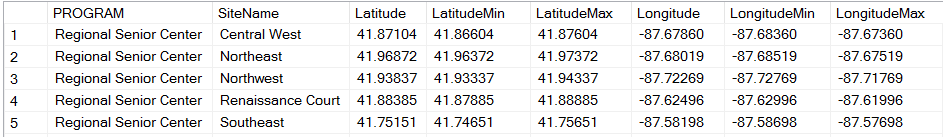 PROGRAM SiteName Latitude LatitudeMin LatitudeMax Longitude LongitudeMin LongitudeMax
1 Regional Senior Center Central West 41.87104 41.86604 41.87604 -87.67860 -87.68360 -87.67360
2 Regional Senior Center Northeast 41.96872 41.96372 41.97372 -87.68019 -87.68519 -87.67519
3 Regional Senior Center Northwest 41.93837 41.93337 41.94337 -87.72269 -87.72769 -87.71769
4 Regional Senior Center Renaissance Court 41.88385 41.87885 41.88885 -87.62496 -87.62996 -87.61996
5 Regional Senior Center Southeast 41.75151 41.74651 41.75651 -87.58198 -87.58698 -87.57698